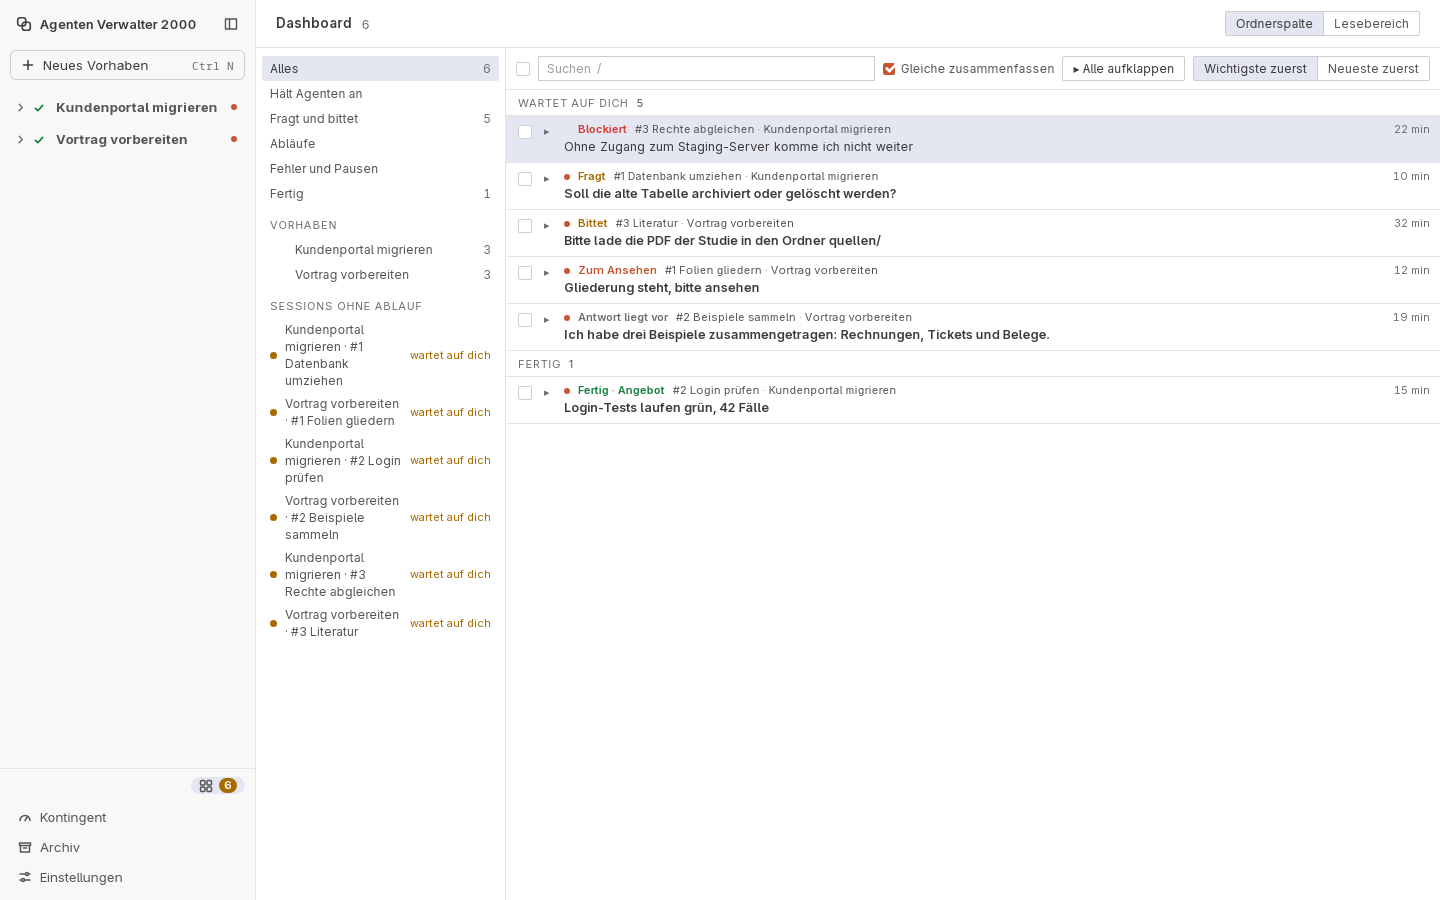 Agenten Verwalter 2000
Neues Vorhaben Ctrl N
Kundenportal migrieren
Vortrag vorbereiten
6
Kontingent
Archiv
Einstellungen
Dashboard 6
Ordnerspalte Lesebereich
Alles 6
Hält Agenten an
Fragt und bittet 5
Abläufe
Fehler und Pausen
Fertig 1
VORHABEN
Kundenportal migrieren 3
Vortrag vorbereiten 3
SESSIONS OHNE ABLAUF
Kundenportal
migrieren · #1
Datenbank
umziehen
wartet auf dich
Vortrag vorbereiten
· #1 Folien gliedern
wartet auf dich
Kundenportal
migrieren · #2 Login
prüfen
wartet auf dich
Vortrag vorbereiten
· #2 Beispiele
sammeln
wartet auf dich
Kundenportal
migrieren · #3
Rechte abgleichen
wartet auf dich
Vortrag vorbereiten
· #3 Literatur
wartet auf dich
Suchen / Gleiche zusammenfassen ▸ Alle aufklappen Wichtigste zuerst Neueste zuerst
WARTET AUF DICH 5
Blockiert #3 Rechte abgleichen · Kundenportal migrieren 22 min
Ohne Zugang zum Staging-Server komme ich nicht weiter
Fragt #1 Datenbank umziehen · Kundenportal migrieren 10 min
Soll die alte Tabelle archiviert oder gelöscht werden?
Bittet #3 Literatur · Vortrag vorbereiten 32 min
Bitte lade die PDF der Studie in den Ordner quellen/
Zum Ansehen #1 Folien gliedern · Vortrag vorbereiten 12 min
Gliederung steht, bitte ansehen
Antwort liegt vor #2 Beispiele sammeln · Vortrag vorbereiten 19 min
Ich habe drei Beispiele zusammengetragen: Rechnungen, Tickets und Belege.
FERTIG 1
Fertig · Angebot #2 Login prüfen · Kundenportal migrieren 15 min
Login-Tests laufen grün, 42 Fälle